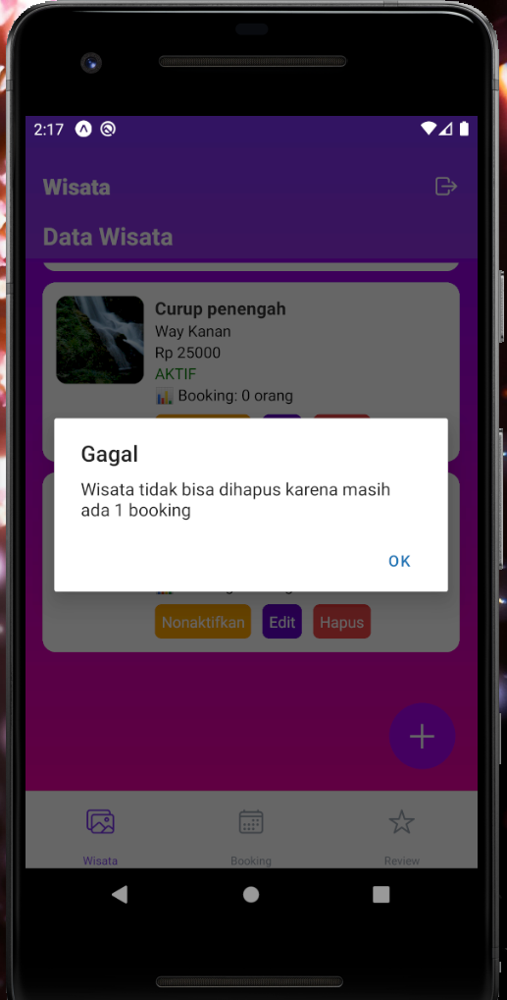 2:17
Wisata
Data Wisata
Curup penengah
Way Kanan
Rp 25000
AKTIF
Booking: 0 orang
Gagal
Wisata tidak bisa dihapus karena masih
ada 1 booking
OK
Nonaktifkan Edit Hapus
Wisata Booking Review